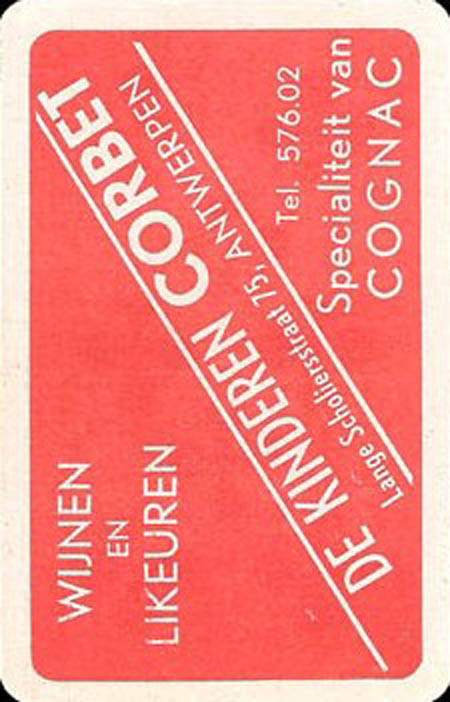 WIJNEN
EN
LIKEUREN
DE KINDEREN CORBET
Lange Scholiersstraat 75, ANTWERPEN
Tel. 576.02
Specialiteit van
COGNAC